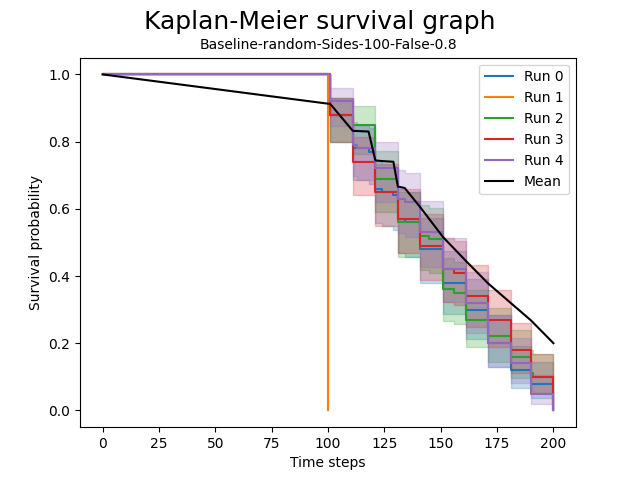 Kaplan-Meier survival graph
Baseline-random-Sides-100-False-0.8
Survival probability
1.0
0.8
0.6
0.4
0.2
0.0
Run 0
Run 1
Run 2
Run 3
Run 4
Mean
0 25 50 75 100 125 150 175 200
Time steps